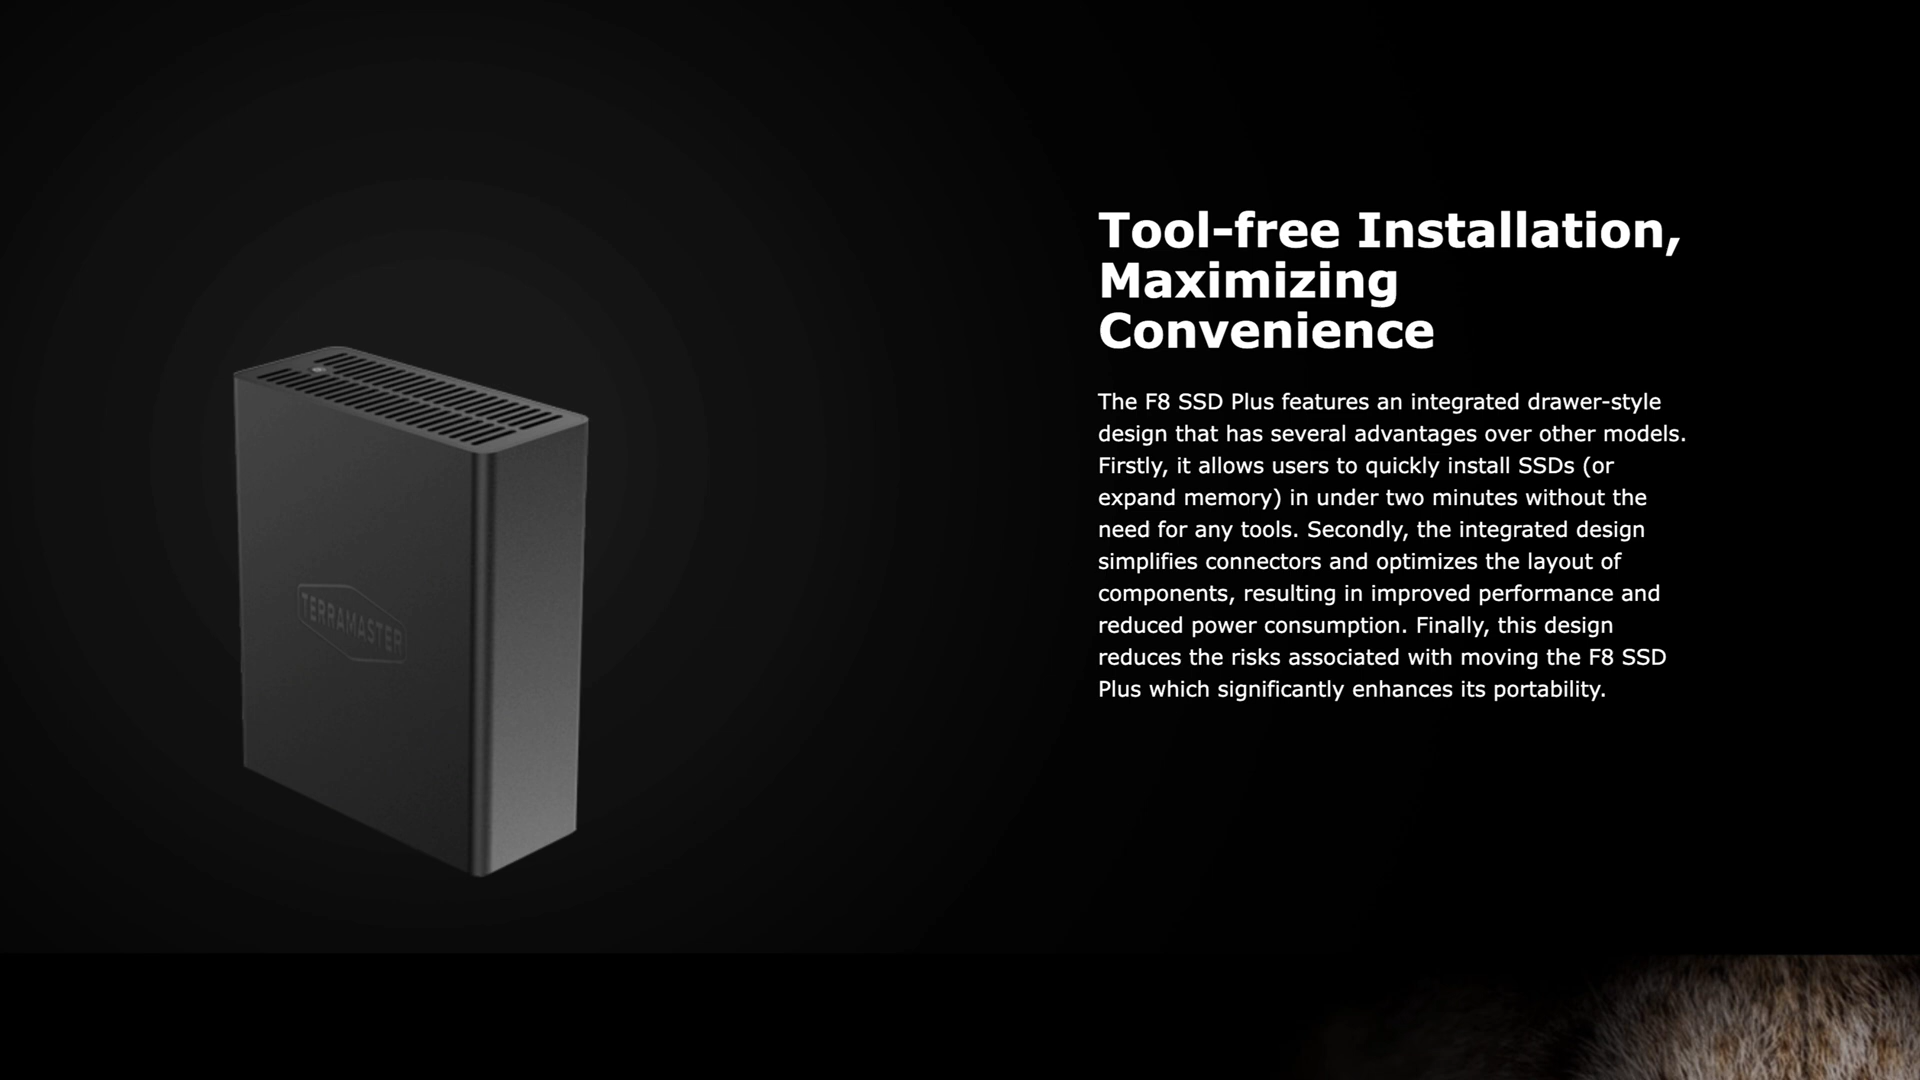 Tool-free Installation,
Maximizing
Convenience
The F8 SSD Plus features an integrated drawer-style
design that has several advantages over other models.
Firstly, it allows users to quickly install SSDs (or
expand memory) in under two minutes without the
need for any tools. Secondly, the integrated design
simplifies connectors and optimizes the layout of
components, resulting in improved performance and
reduced power consumption. Finally, this design
reduces the risks associated with moving the F8 SSD
Plus which significantly enhances its portability.
TERRAMASTER